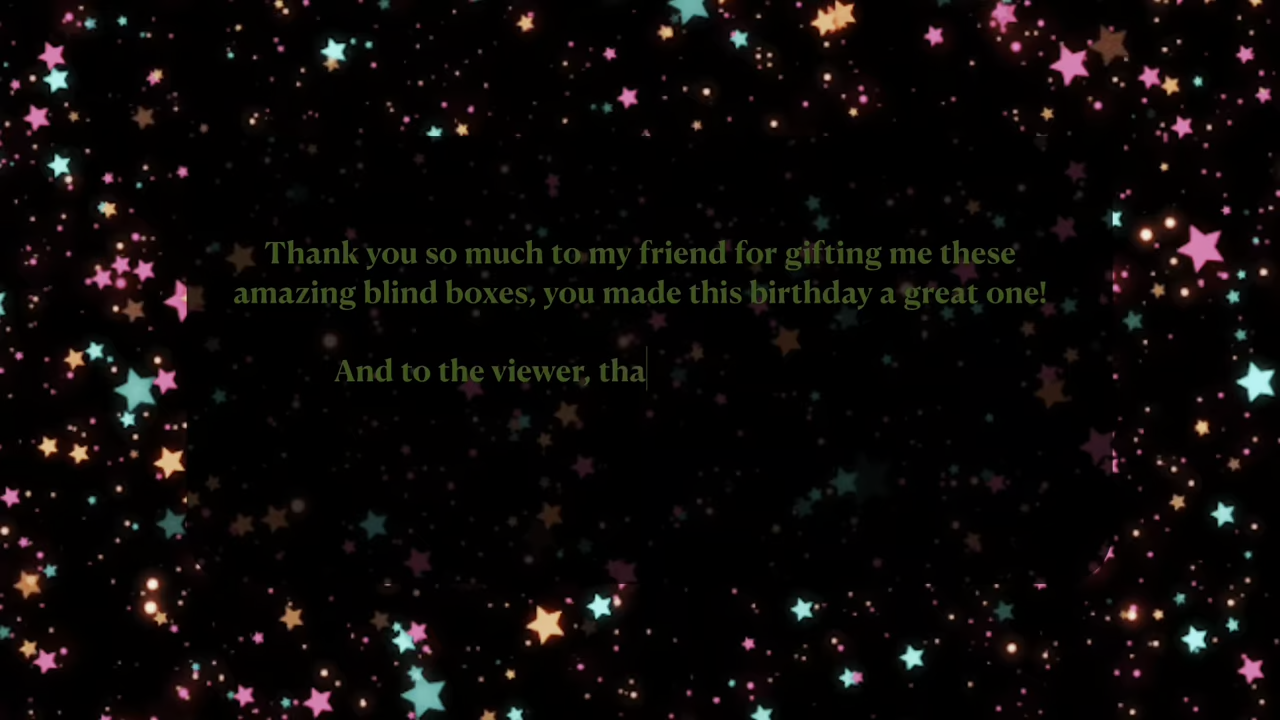 Thank you so much to my friend for gifting me these
amazing blind boxes, you made this birthday a great one!
And to the viewer, tha